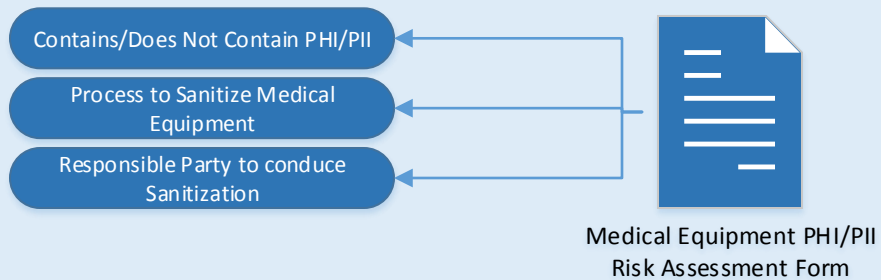 Contains/Does Not Contain PHI/PII
Process to Sanitize Medical
Equipment
Responsible Party to conduce
Sanitization
Medical Equipment PHI/PII
Risk Assessment Form